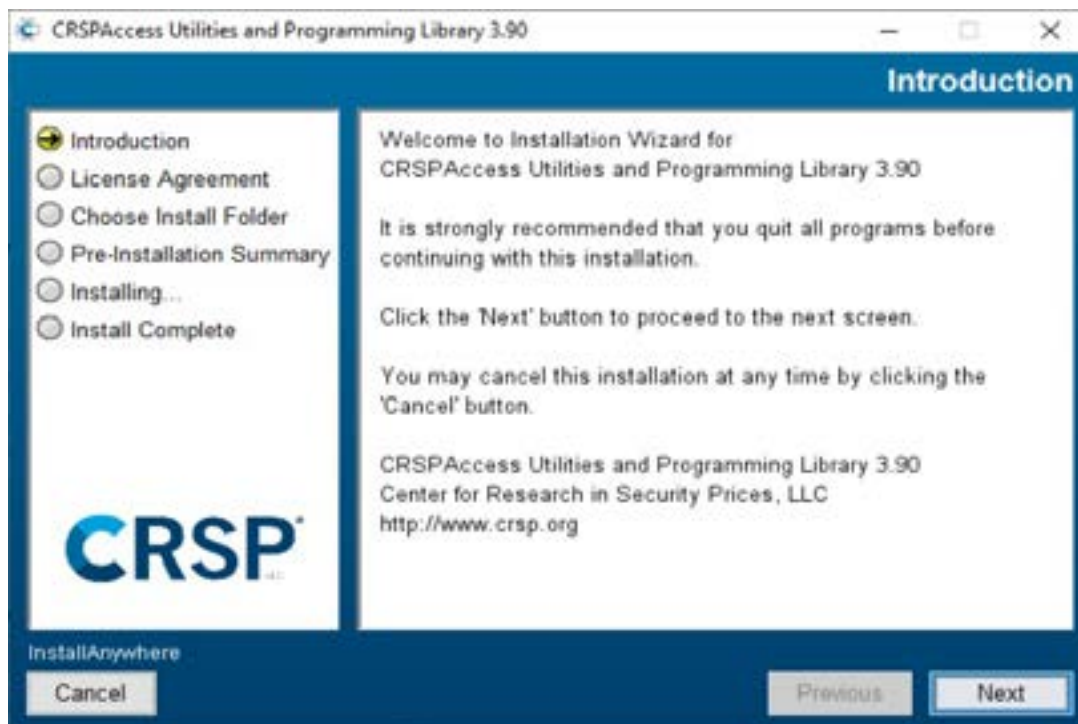 CRSPAccess Utilities and Programming Library 3.90
Introduction
Introduction
License Agreement
Choose Install Folder
Pre-Installation Summary
Installing...
Install Complete
CRSP
Welcome to Installation Wizard for
CRSPAccess Utilities and Programming Library 3.90
It is strongly recommended that you quit all programs before
continuing with this installation.
Click the 'Next' button to proceed to the next screen.
You may cancel this installation at any time by clicking the
'Cancel' button.
CRSPAccess Utilities and Programming Library 3.90
Center for Research in Security Prices, LLC
http://www.crsp.org
InstallAnywhere
Cancel
Previous
Next